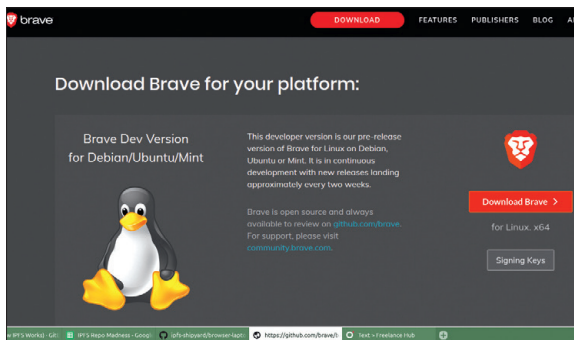 brave
DOWNLOAD
FEATURES
PUBLISHERS
BLOG
Download Brave for your platform:
Brave Dev Version
for Debian/Ubuntu/Mint
This developer version is our pre-release
version of Brave for Linux on Debian,
Ubuntu or Mint. It is in continuous
development with new releases landing
approximately every two weeks.
Brave is open source and always
available to review on github.com/brave.
For support, please visit
community.brave.com.
Download Brave >
for Linux. x64
Signing Keys
IPFS Works) - Git
IPFS Repo Madness - Google
ipfs-shipyard/browser-lapt
https://github.com/brave/b
Text > Freelance Hub